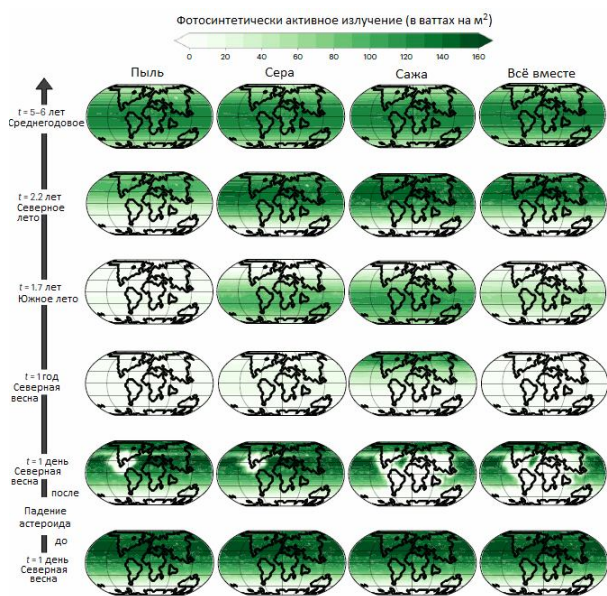 Фотосинтетически активное излучение (в ваттах на м²)
0 20 40 60 80 100 120 140 160
Пыль Сера Сажа Всё вместе
t = 5–6 лет
Среднегодовое
t = 2.2 лет
Северное
лето
t = 1.7 лет
Южное лето
t = 1 год
Северная
весна
t = 1 день
Северная
весна
после
Падение
астероида
до
t = 1 день
Северная
весна